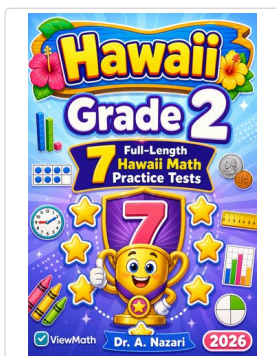 Hawaii
Grade 2
7 Full-Length
Hawaii Math
Practice Tests
7
ViewMath
Dr. A. Nazari
2026